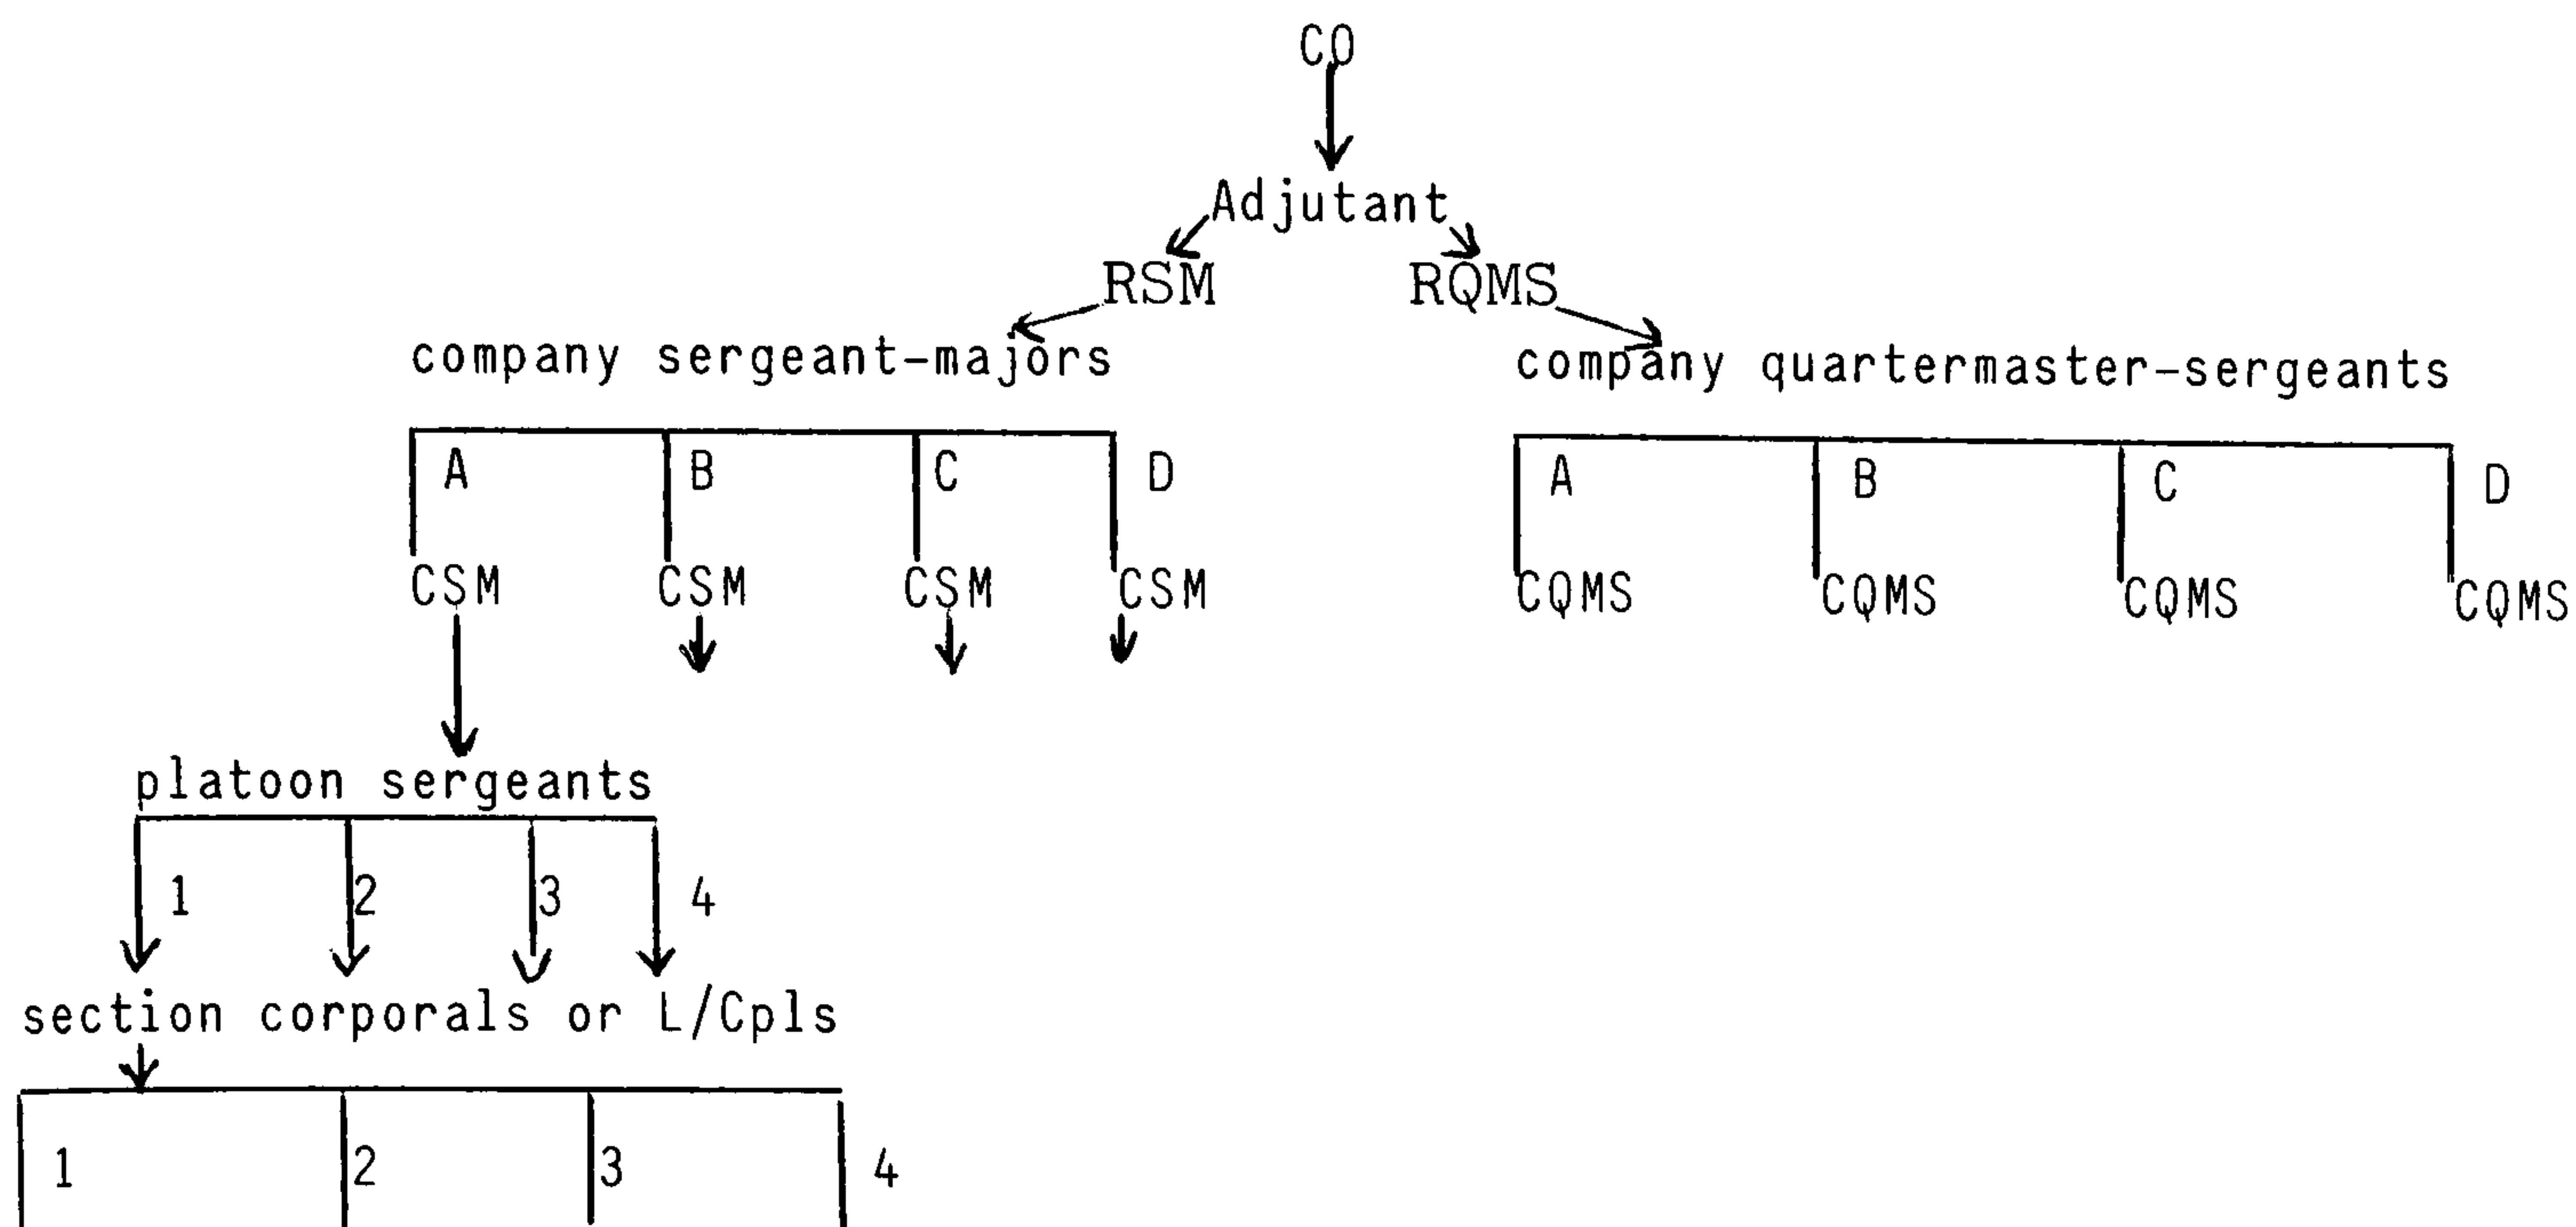 CO
Adjutant
RSM RQMS
company sergeant-majors company quartermaster-sergeants
A B C D A B C D
CSM CSM CSM CSM CQMS CQMS CQMS CQMS
platoon sergeants
1 2 3 4
section corporals or L/Cpls
1 2 3 4